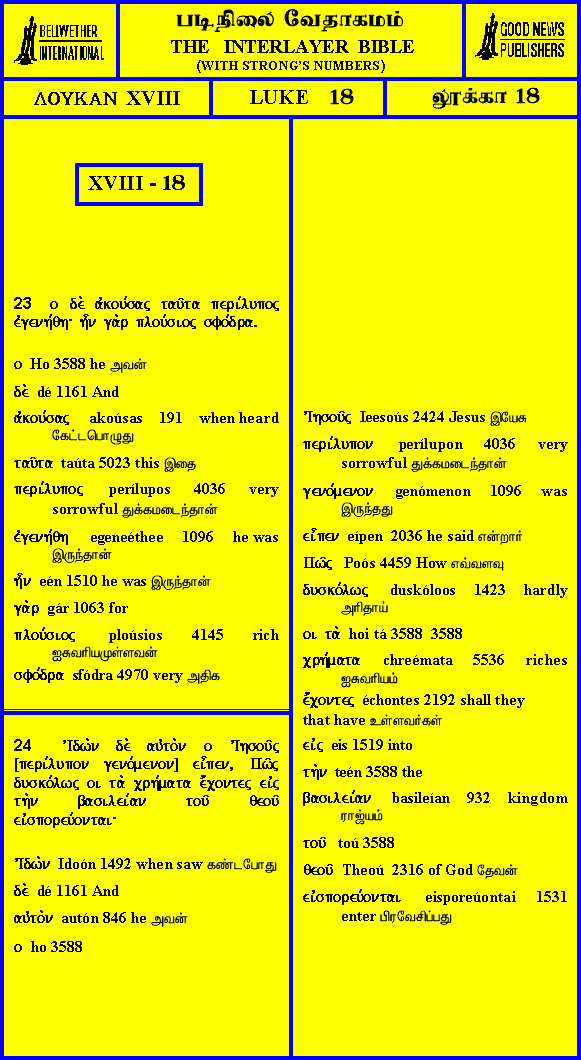 BELIWETHER
INTERNATIONAL
படிநிலை வேதாகமம்
THE INTERLAYER BIBLE
(WITH STRONG'S NUMBERS)
GOOD NEWS
PUBLISHERS
ΛΟΥΚΑΝ XVIII
LUKE 18
லூக்கா 18
XVIII - 18
23 ο δὲ ἀκούσας ταῦτα περίλυπος
ἐγενήθη· ἦν γὰρ πλούσιος σφόδρα.
ο Ho 3588 he அவன்
δὲ dé 1161 And
ἀκούσας akoúsas 191 when heard
கேட்டபொழுது
ταῦτα taúta 5023 this இதை
περίλυπος perílupos 4036 very
sorrowful துக்கமடைந்தான்
ἐγενήθη egeneéthee 1096 he was
இருந்தான்
ἦν eén 1510 he was இருந்தான்
γὰρ gár 1063 for
πλούσιος ploúsios 4145 rich
ஐசுவரியமுள்ளவன்
σφόδρα sfódra 4970 very அதிக
24 Ἰδὼν δὲ αὐτὸν ο Ἰησοῦς
[περίλυπον γενόμενον] εἶπεν, Πῶς
δυσκόλως οι τὰ χρήματα ἔχοντες εἰς
τὴν βασιλείαν τοῦ θεοῦ
εἰσπορεύονται·
Ἰδὼν Idoón 1492 when saw கண்டபோது
δὲ dé 1161 And
αὐτὸν autón 846 he அவன்
ο ho 3588
Ἰησοῦς Ieesoús 2424 Jesus இயேசு
περίλυπον perílupon 4036 very
sorrowful துக்கமடைந்தான்
γενόμενον genómenon 1096 was
இருந்தது
εἶπεν eípen 2036 he said என்றார்
Πῶς Poós 4459 How எவ்வளவு
δυσκόλως duskóloos 1423 hardly
அரிதாய்
οι τὰ hoi tá 3588 3588
χρήματα chreémata 5536 riches
ஐசுவரியம்
ἔχοντες échontes 2192 shall they
that have உள்ளவர்கள்
εἰς eis 1519 into
τὴν teén 3588 the
βασιλείαν basileían 932 kingdom
ராஜ்யம்
τοῦ toú 3588
θεοῦ Theoú 2316 of God தேவன்
εἰσπορεύονται eisporeúontai 1531
enter பிரவேசிப்பது